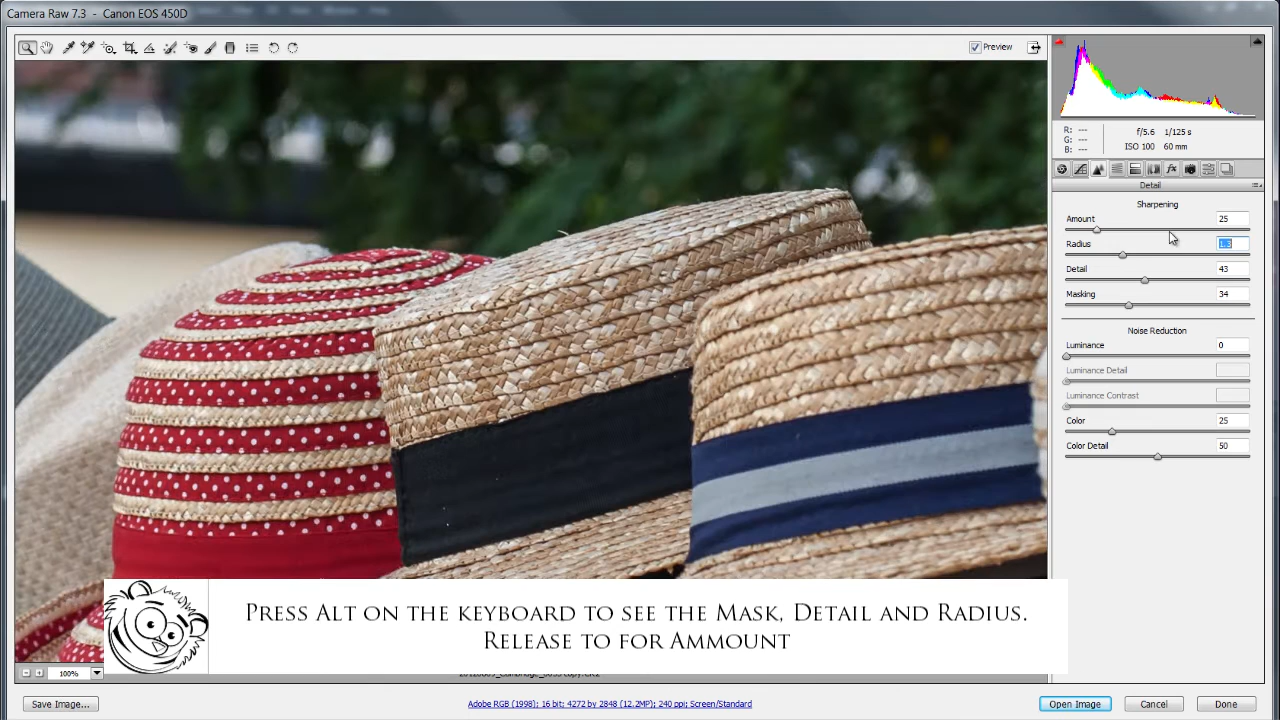 Camera Raw 7.3 - Canon EOS 450D
Preview
R: ---
G: ---
B: ---
f/5.6 1/125 s
ISO 100 60 mm
Detail
Sharpening
Amount 25
Radius 1.3
Detail 43
Masking 34
Noise Reduction
Luminance 0
Luminance Detail
Luminance Contrast
Color 25
Color Detail 50
Press Alt on the keyboard to see the Mask, Detail and Radius.
Release to for Ammount
100%
Save Image...
Adobe RGB (1998); 16 bit; 4272 by 2848 (12.2MP); 240 ppi; Screen/Standard
Open Image
Cancel
Done